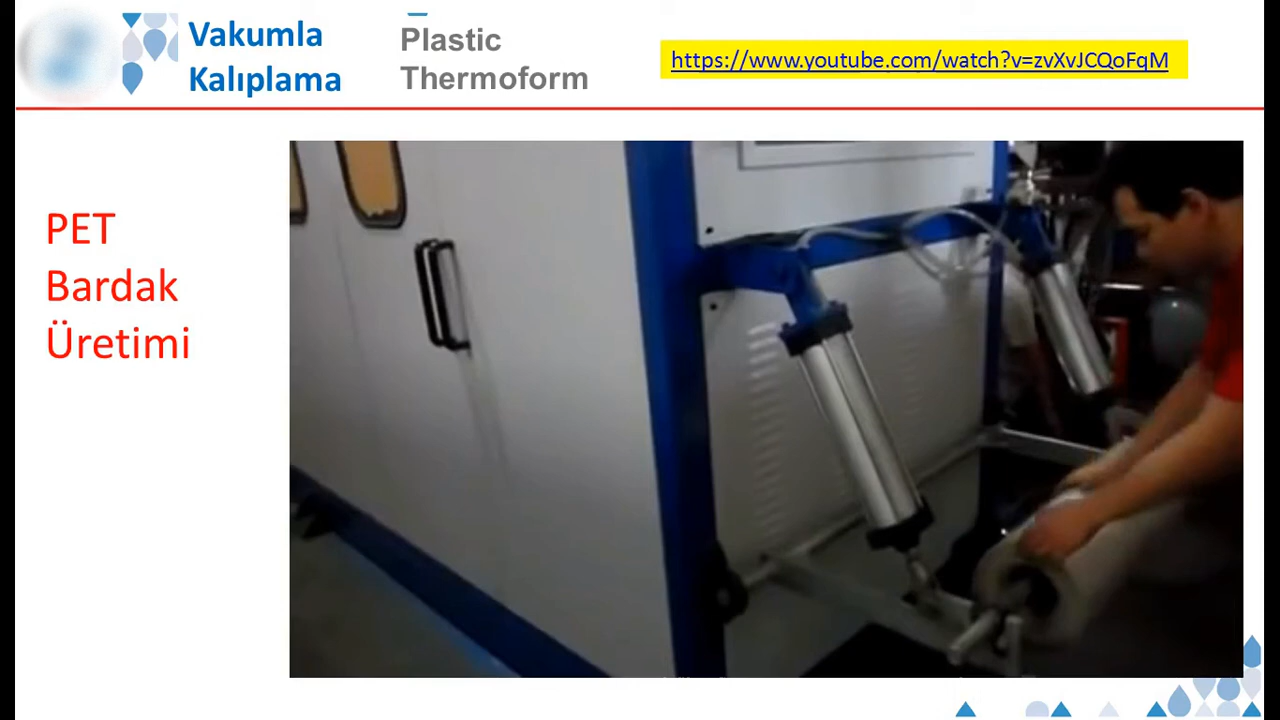 Vakumla
Kalıplama
Plastic
Thermoform
https://www.youtube.com/watch?v=zvXvJCQoFqM
PET
Bardak
Üretimi